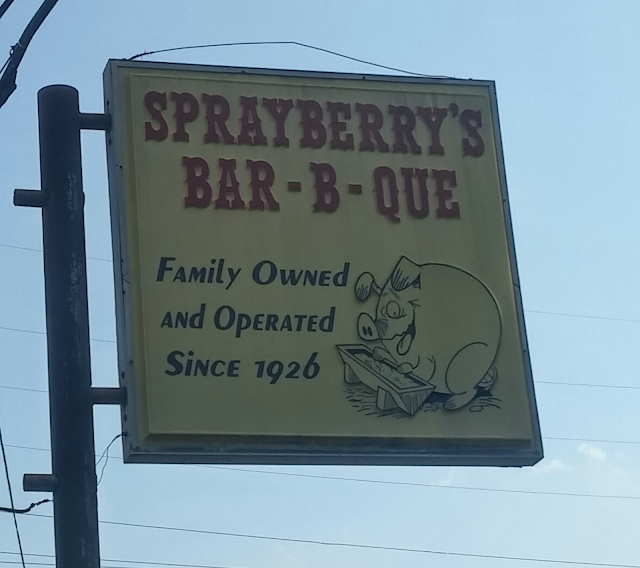 SPRAYBERRY'S
BAR-B-QUE
FAMILY OWNED
AND OPERATED
SINCE 1926